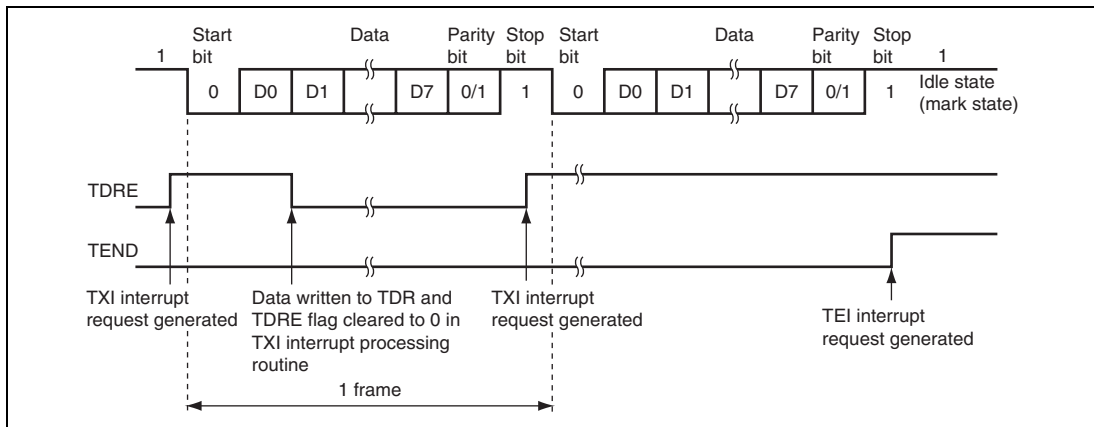 Start bit
Data
Parity bit
Stop bit
Start bit
Data
Parity bit
Stop bit
1
1
0
D0
D1
D7
0/1
1
0
D0
D1
D7
0/1
1
Idle state
(mark state)
TDRE
TEND
TXI interrupt
request generated
Data written to TDR and
TDRE flag cleared to 0 in
TXI interrupt processing
routine
TXI interrupt
request generated
TEI interrupt
request generated
1 frame